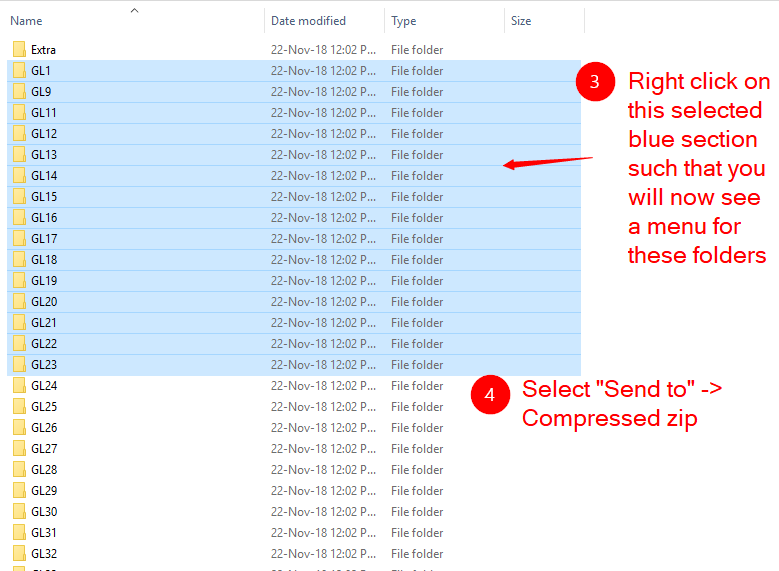 Name Date modified Type Size
Extra 22-Nov-18 12:02 P... File folder
GL1 22-Nov-18 12:02 P... File folder
GL9 22-Nov-18 12:02 P... File folder
GL11 22-Nov-18 12:02 P... File folder
GL12 22-Nov-18 12:02 P... File folder
GL13 22-Nov-18 12:02 P... File folder
GL14 22-Nov-18 12:02 P... File folder
GL15 22-Nov-18 12:02 P... File folder
GL16 22-Nov-18 12:02 P... File folder
GL17 22-Nov-18 12:02 P... File folder
GL18 22-Nov-18 12:02 P... File folder
GL19 22-Nov-18 12:02 P... File folder
GL20 22-Nov-18 12:02 P... File folder
GL21 22-Nov-18 12:02 P... File folder
GL22 22-Nov-18 12:02 P... File folder
GL23 22-Nov-18 12:02 P... File folder
GL24 22-Nov-18 12:02 P... File folder
GL25 22-Nov-18 12:02 P... File folder
GL26 22-Nov-18 12:02 P... File folder
GL27 22-Nov-18 12:02 P... File folder
GL28 22-Nov-18 12:02 P... File folder
GL29 22-Nov-18 12:02 P... File folder
GL30 22-Nov-18 12:02 P... File folder
GL31 22-Nov-18 12:02 P... File folder
GL32 22-Nov-18 12:02 P... File folder
3 Right click on
this selected
blue section
such that you
will now see
a menu for
these folders
4 Select "Send to" ->
Compressed zip